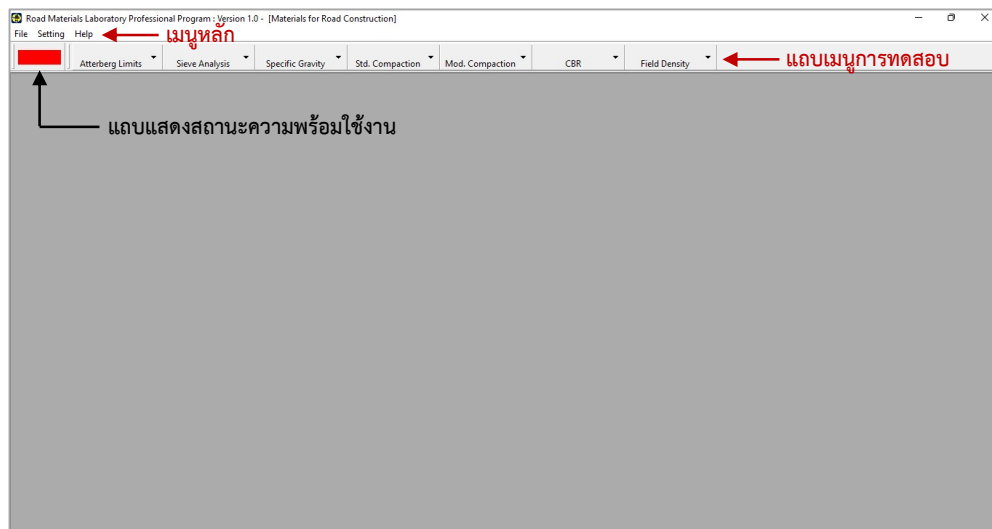 Road Materials Laboratory Professional Program : Version 1.0 - [Materials for Road Construction]
File Setting Help
เมนูหลัก
Atterberg Limits Sieve Analysis Specific Gravity Std. Compaction Mod. Compaction CBR Field Density
แถบเมนูการทดสอบ
แถบแสดงสถานะความพร้อมใช้งาน